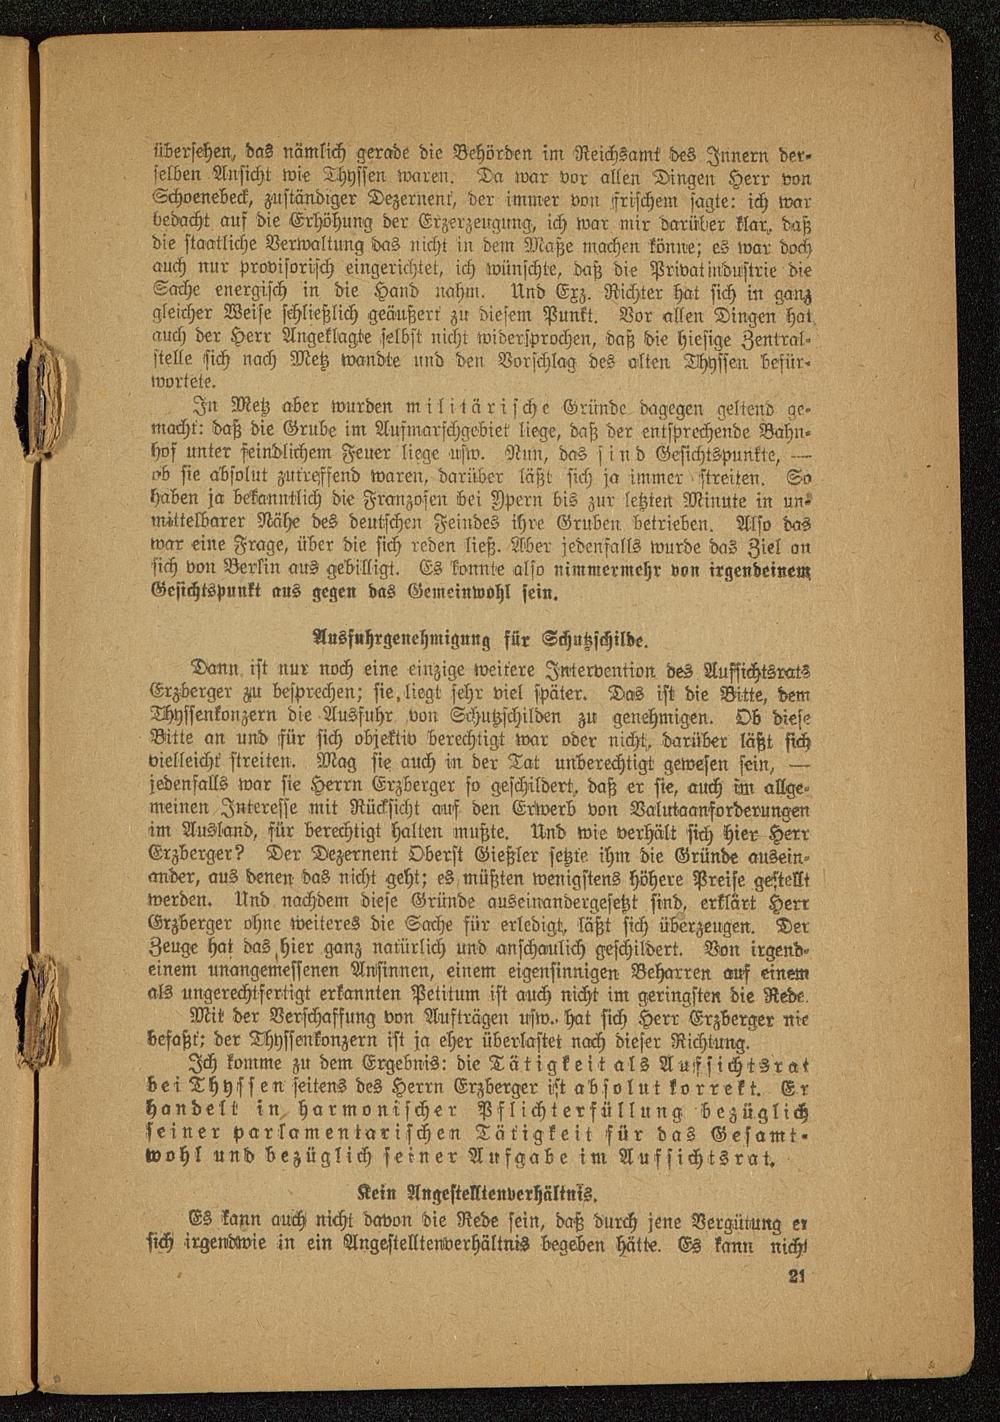 übersehen, das nämlich gerade die Behörden im Reichsamt des Innern der-
selben Ansicht wie Thyssen waren. Da war vor allen Dingen Herr von
Schoenebeck, zuständiger Dezernent, der immer von frischem sagte: ich war
bedacht auf die Erhöhung der Erzerzeugung, ich war mir darüber klar, daß
die staatliche Verwaltung das nicht in dem Maße machen könne; es war doch
auch nur provisorisch eingerichtet, ich wünschte, daß die Privatindustrie die
Sache energisch in die Hand nahm. Und Exz. Richter hat sich in ganz
gleicher Weise schließlich geäußert zu diesem Punkt. Vor allen Dingen hat
auch der Herr Angeklagte selbst nicht widersprochen, daß die hiesige Zentral-
stelle sich nach Metz wandte und den Vorschlag des alten Thyssen befür-
wortete.
In Metz aber wurden militärische Gründe dagegen geltend ge-
macht: daß die Grube im Aufmarschgebiet liege, daß der entsprechende Bahn-
hof unter feindlichem Feuer liege usw. Nun, das sind Gesichtspunkte, —
ob sie absolut zutreffend waren, darüber läßt sich ja immer streiten. So
haben ja bekanntlich die Franzosen bei Ypern bis zur letzten Minute in un-
mittelbarer Nähe des deutschen Feindes ihre Gruben betrieben. Also das
war eine Frage, über die sich reden ließ. Aber jedenfalls wurde das Ziel an
sich von Berlin aus gebilligt. Es konnte also nimmermehr von irgendeinem
Gesichtspunkt aus gegen das Gemeinwohl sein.
Ausfuhrgenehmigung für Schutzschilde.
Dann ist nur noch eine einzige weitere Intervention des Aufsichtsrats
Erzberger zu besprechen; sie liegt sehr viel später. Das ist die Bitte, dem
Thyssenkonzern die Ausfuhr von Schutzschilden zu genehmigen. Ob diese
Bitte an und für sich objektiv berechtigt war oder nicht, darüber läßt sich
vielleicht streiten. Mag sie auch in der Tat unberechtigt gewesen sein, —
jedenfalls war sie Herrn Erzberger so geschildert, daß er sie, auch im allge-
meinen Interesse mit Rücksicht auf den Erwerb von Valutaanforderungen
im Ausland, für berechtigt halten mußte. Und wie verhält sich hier Herr
Erzberger? Der Dezernent Oberst Gießler setzte ihm die Gründe ausein-
ander, aus denen das nicht geht; es müßten wenigstens höhere Preise gestellt
werden. Und nachdem diese Gründe auseinandergesetzt sind, erklärt Herr
Erzberger ohne weiteres die Sache für erledigt, läßt sich überzeugen. Der
Zeuge hat das hier ganz natürlich und anschaulich geschildert. Von irgend-
einem unangemessenen Ansinnen, einem eigensinnigen Beharren auf einem
als ungerechtfertigt erkannten Petitum ist auch nicht im geringsten die Rede.
Mit der Verschaffung von Aufträgen usw. hat sich Herr Erzberger nie
befaßt; der Thyssenkonzern ist ja eher überlastet nach dieser Richtung.
Ich komme zu dem Ergebnis: die Tätigkeit als Aufsichtsrat
bei Thyssen seitens des Herrn Erzberger ist absolut korrekt. Er
handelt in harmonischer Pflichterfüllung bezüglich
seiner parlamentarischen Tätigkeit für das Gesamt-
wohl und bezüglich seiner Aufgabe im Aufsichtsrat.
Kein Angestelltenverhältnis.
Es kann auch nicht davon die Rede sein, daß durch jene Vergütung er
sich irgendwie in ein Angestelltenverhältnis begeben hätte. Es kann nicht
21